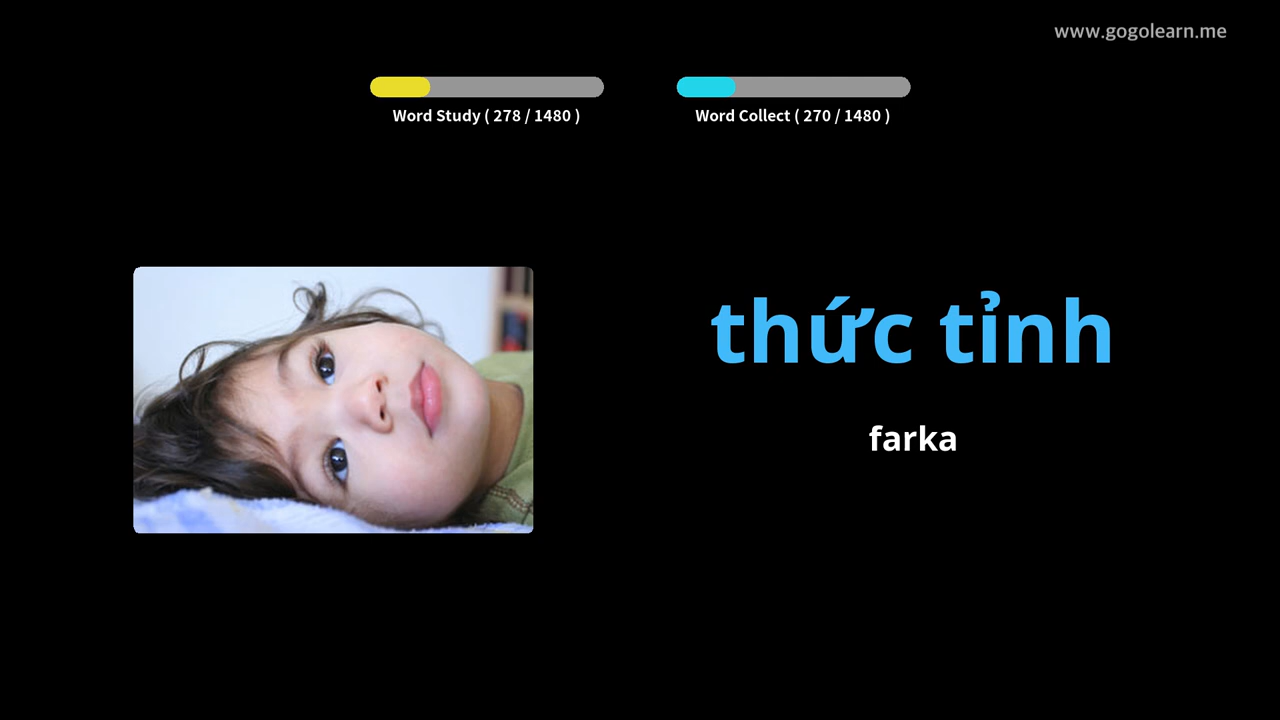 www.gogolearn.me
Word Study ( 278 / 1480 )
Word Collect ( 270 / 1480 )
thức tỉnh
farka